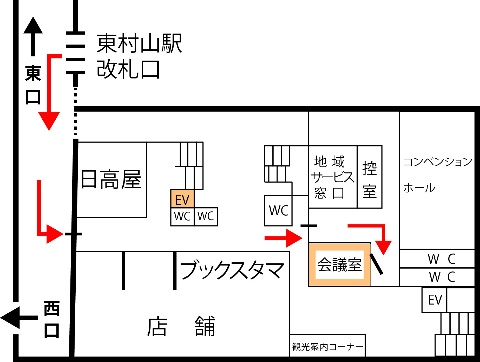 東村山駅
改札口
東口
日高屋
EV
WC WC
WC
地域
サービス
窓口
控室
コンベンション
ホール
会議室
WC
WC
EV
ブックスタマ
店舗
観光案内コーナー
西口